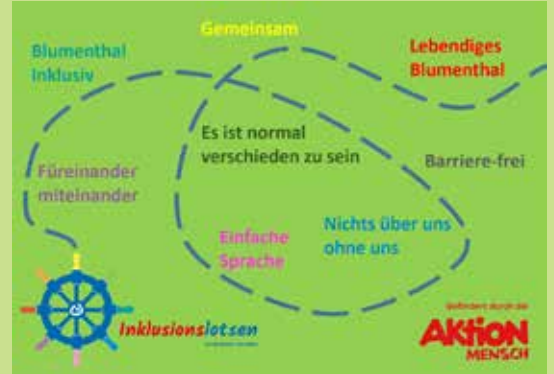 Gemeinsam
Blumenthal
Inklusiv
Lebendiges
Blumenthal
Es ist normal
verschieden zu sein
Barriere-frei
Füreinander
miteinander
Nichts über uns
ohne uns
Einfache
Sprache
Inklusionslotsen
Gefördert durch die
AKTION
MENSCH